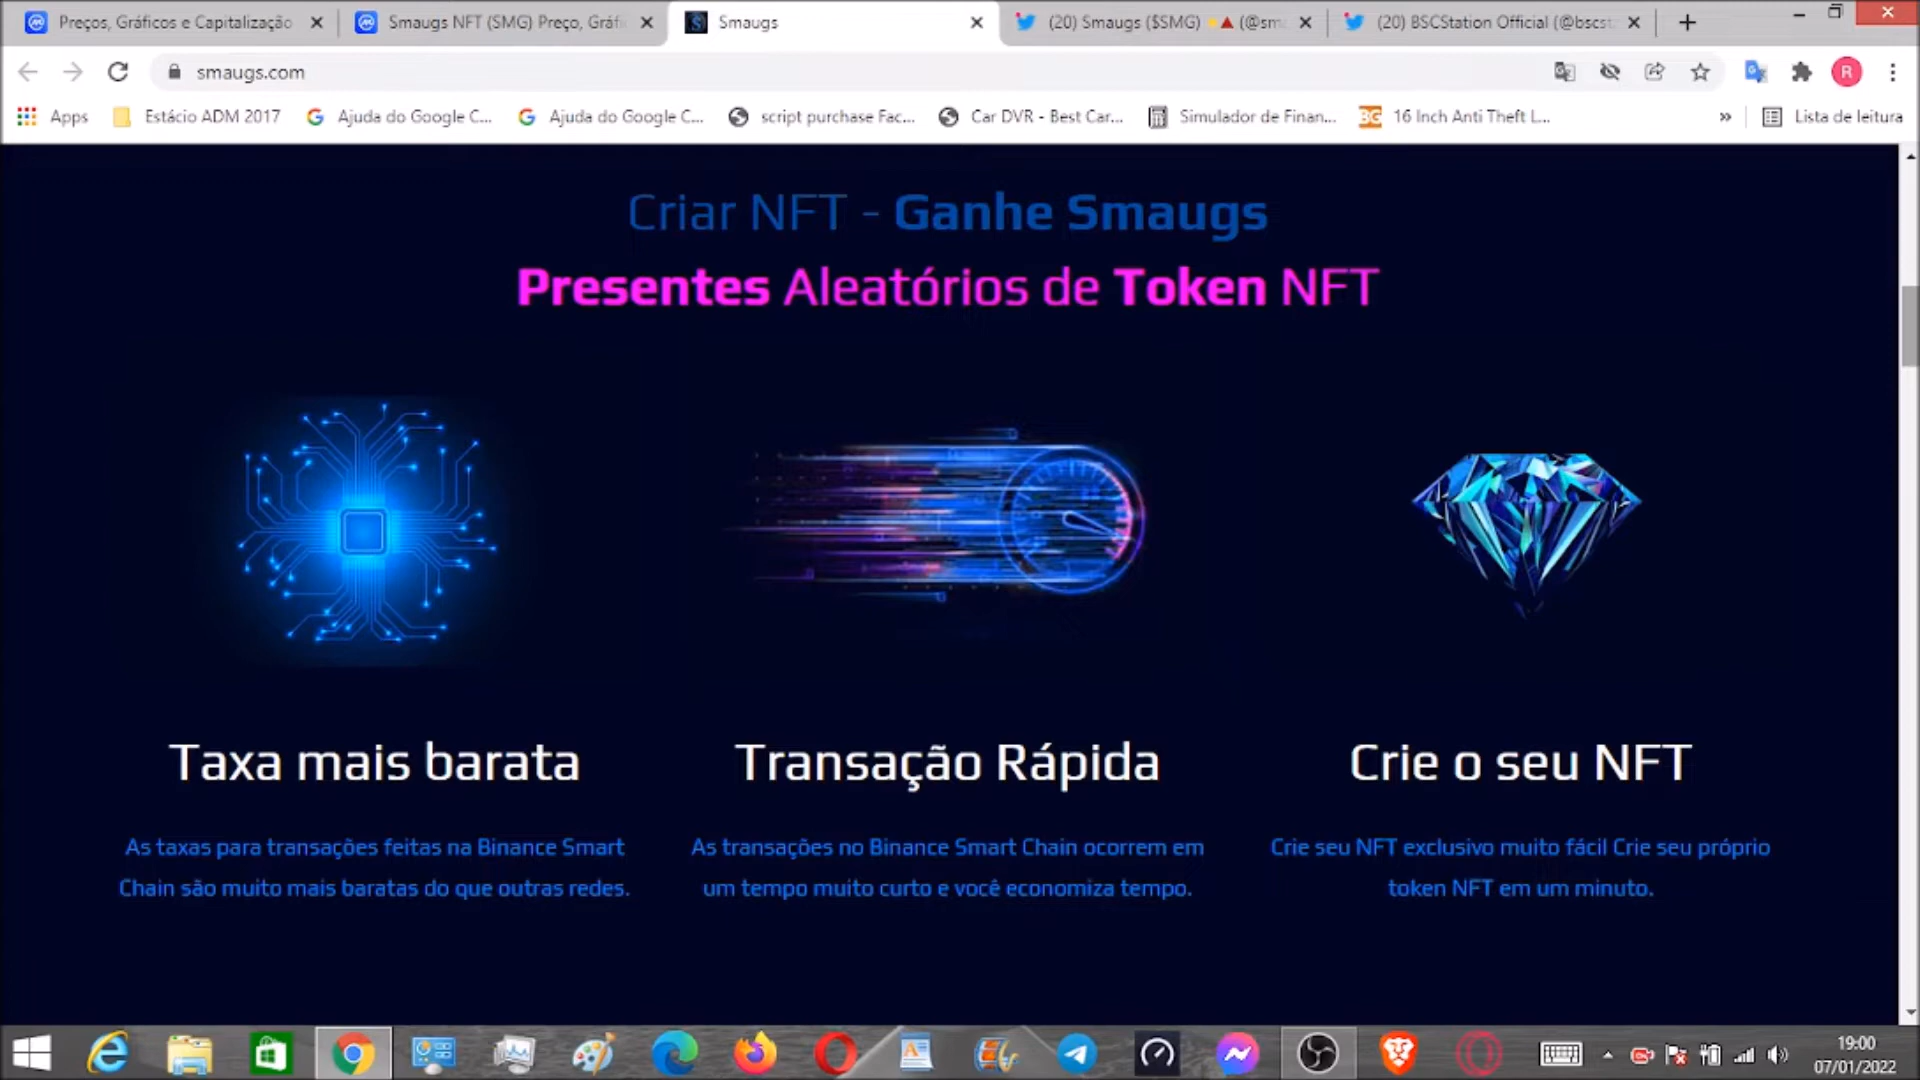 Preços, Gráficos e Capitalização
Smaugs NFT (SMG) Preço, Gráfi
Smaugs
(20) Smaugs ($SMG) (@sma
(20) BSCStation Official (@bscst
smaugs.com
R
Apps
Estácio ADM 2017
Ajuda do Google C...
Ajuda do Google C...
script purchase Fac...
Car DVR - Best Car...
Simulador de Finan...
16 Inch Anti Theft L...
»
Lista de leitura
Criar NFT - Ganhe Smaugs
Presentes Aleatórios de Token NFT
Taxa mais barata
Transação Rápida
Crie o seu NFT
As taxas para transações feitas na Binance Smart
Chain são muito mais baratas do que outras redes.
As transações no Binance Smart Chain ocorrem em
um tempo muito curto e você economiza tempo.
Crie seu NFT exclusivo muito fácil Crie seu próprio
token NFT em um minuto.
19:00
07/01/2022